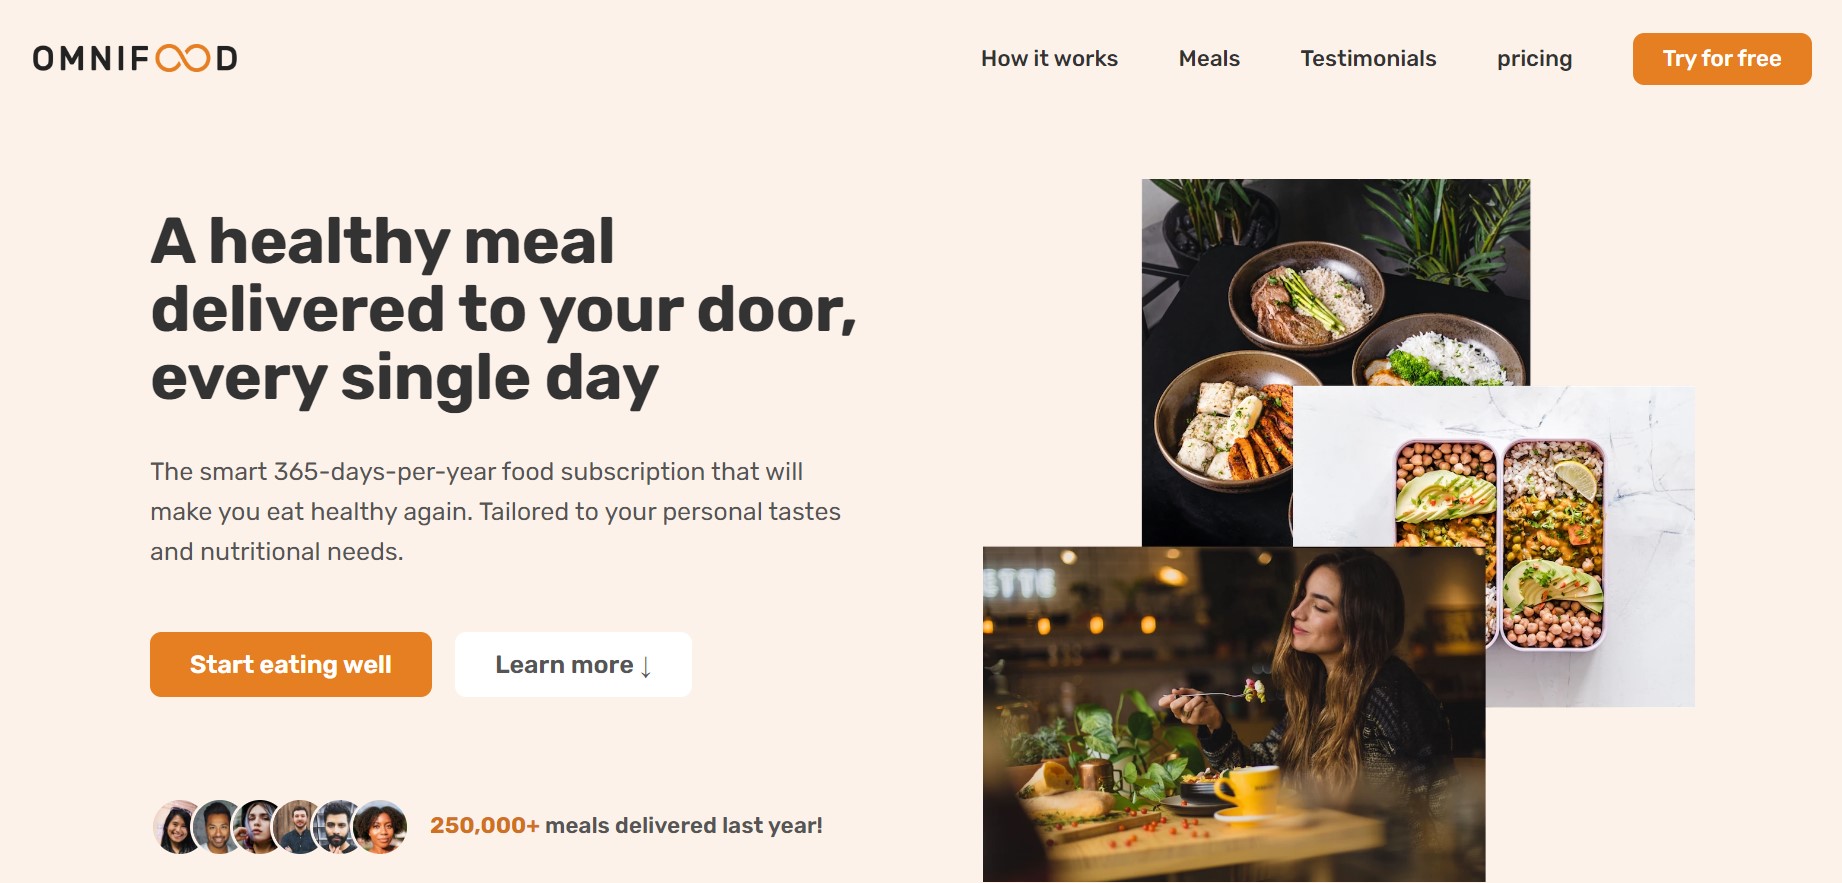 OMNIFOOD
How it works Meals Testimonials pricing Try for free
A healthy meal
delivered to your door,
every single day
The smart 365-days-per-year food subscription that will
make you eat healthy again. Tailored to your personal tastes
and nutritional needs.
Start eating well Learn more ↓
ETTE
250,000+ meals delivered last year!